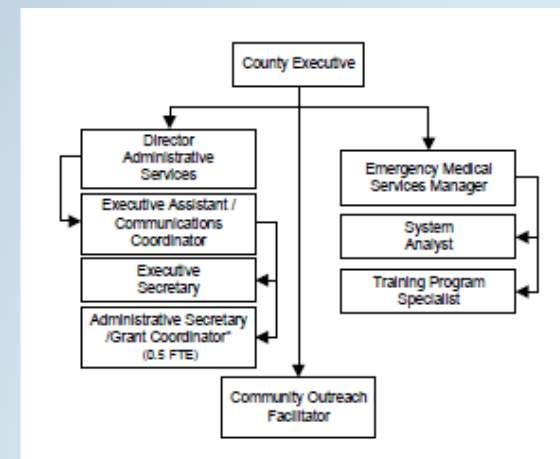 County Executive
Director
Administrative
Services
Executive Assistant /
Communications
Coordinator
Executive
Secretary
Administrative Secretary
/Grant Coordinator"
(0.5 FTE)
Emergency Medical
Services Manager
System
Analyst
Training Program
Specialist
Community Outreach
Facilitator